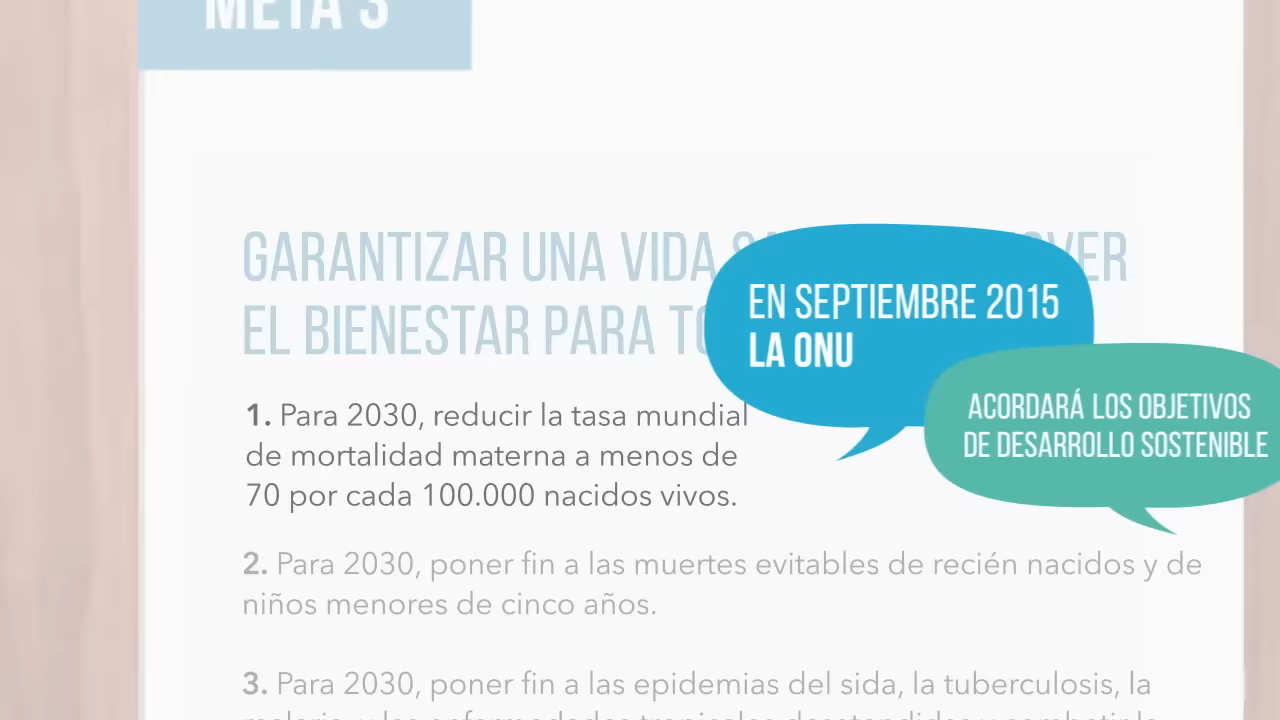 META 3
GARANTIZAR UNA VIDA
EL BIENESTAR PARA
EN SEPTIEMBRE 2015
LA ONU
ACORDARÁ LOS OBJETIVOS
DE DESARROLLO SOSTENIBLE
1. Para 2030, reducir la tasa mundial
de mortalidad materna a menos de
70 por cada 100.000 nacidos vivos.
2. Para 2030, poner fin a las muertes evitables de recién nacidos y de
niños menores de cinco años.
3. Para 2030, poner fin a las epidemias del sida, la tuberculosis, la